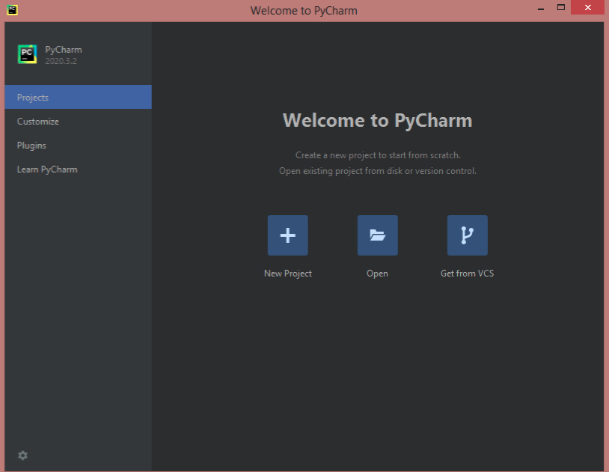 Welcome to PyCharm
PC
PyCharm
2020.3.2
Projects
Customize
Plugins
Learn PyCharm
Welcome to PyCharm
Create a new project to start from scratch.
Open existing project from disk or version control.
New Project
Open
Get from VCS